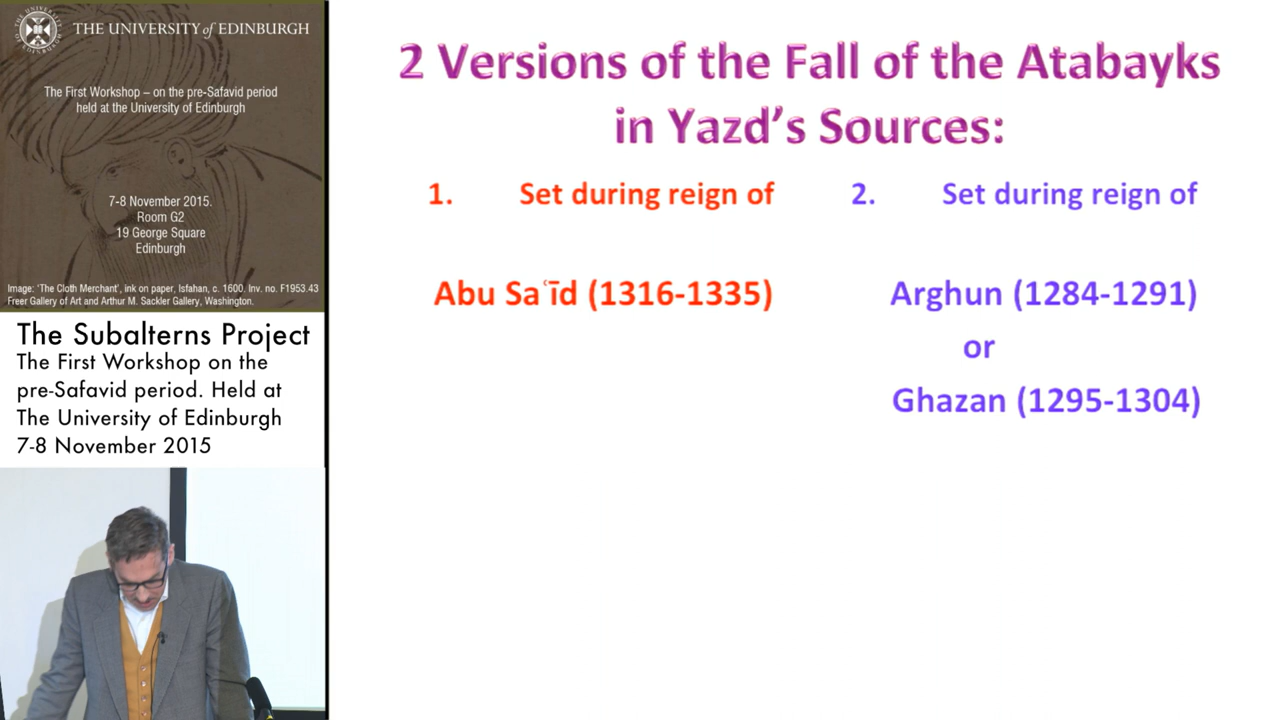 THE UNIVERSITY of EDINBURGH
The First Workshop – on the pre-Safavid period
held at the University of Edinburgh
7-8 November 2015.
Room G2
19 George Square
Edinburgh
Image: 'The Cloth Merchant', ink on paper, Isfahan, c. 1600. Inv. no. F1953.43
Freer Gallery of Art and Arthur M. Sackler Gallery, Washington.
The Subalterns Project
The First Workshop on the
pre-Safavid period. Held at
The University of Edinburgh
7-8 November 2015
2 Versions of the Fall of the Atabayks
in Yazd's Sources:
1. Set during reign of
Abu Saʿīd (1316-1335)
2. Set during reign of
Arghun (1284-1291)
or
Ghazan (1295-1304)